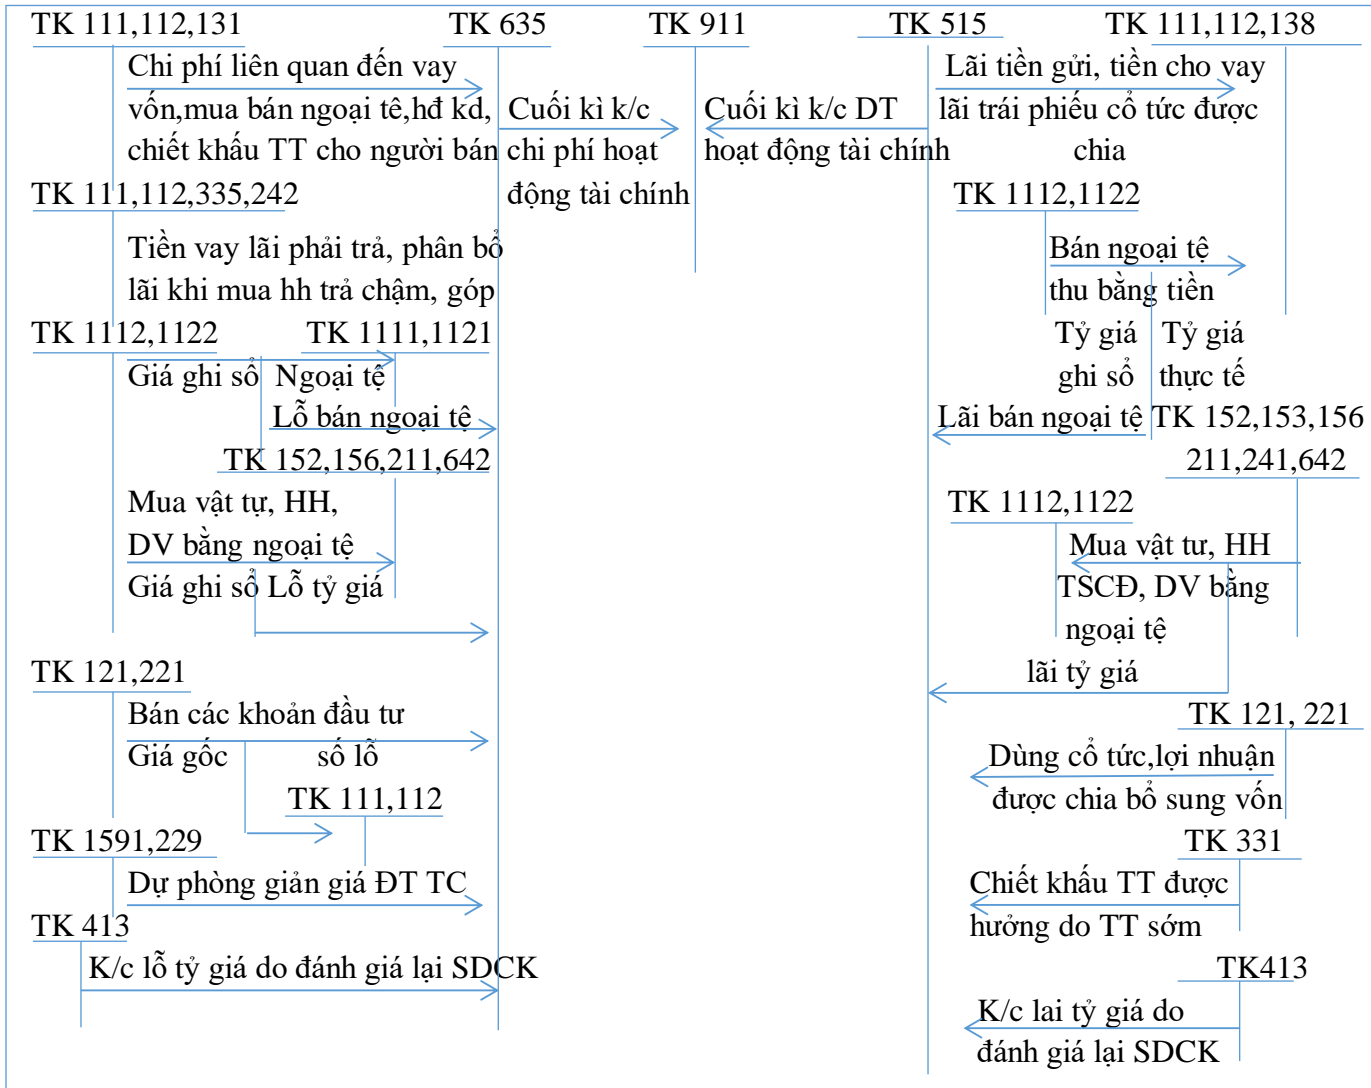 TK 111,112,131 TK 635 TK 911 TK 515 TK 111,112,138
Chi phí liên quan đến vay
vốn,mua bán ngoại tê,hđ kd,
chiết khấu TT cho người bán
Cuối kì k/c
chi phí hoạt
động tài chính
Cuối kì k/c DT
hoạt động tài chính
Lãi tiền gửi, tiền cho vay
lãi trái phiếu cổ tức được
chia
TK 111,112,335,242
Tiền vay lãi phải trả, phân bổ
lãi khi mua hh trả chậm, góp
TK 1112,1122
Bán ngoại tệ
thu bằng tiền
Tỷ giá
ghi sổ
Tỷ giá
thực tế
TK 1112,1122 TK 1111,1121
Giá ghi sổ Ngoại tệ
Lỗ bán ngoại tệ
Lãi bán ngoại tệ
TK 152,153,156
211,241,642
TK 152,156,211,642
Mua vật tự, HH,
DV bằng ngoại tệ
Giá ghi sổ Lỗ tỷ giá
TK 1112,1122
Mua vật tư, HH
TSCĐ, DV bằng
ngoại tệ
lãi tỷ giá
TK 121,221
Bán các khoản đầu tư
Giá gốc số lỗ
TK 111,112
TK 121, 221
Dùng cổ tức,lợi nhuận
được chia bổ sung vốn
TK 1591,229
Dự phòng giản giá ĐT TC
TK 331
Chiết khấu TT được
hưởng do TT sớm
TK 413
K/c lỗ tỷ giá do đánh giá lại SDCK
TK413
K/c lai tỷ giá do
đánh giá lại SDCK